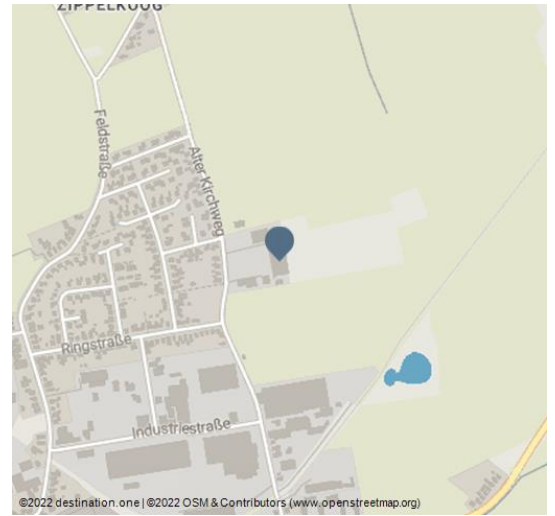 ZIPPELKOOG
Feldstraße
Alter Kirchweg
Ringstraße
Industriestraße
©2022 destination.one | ©2022 OSM & Contributors (www.openstreetmap.org)